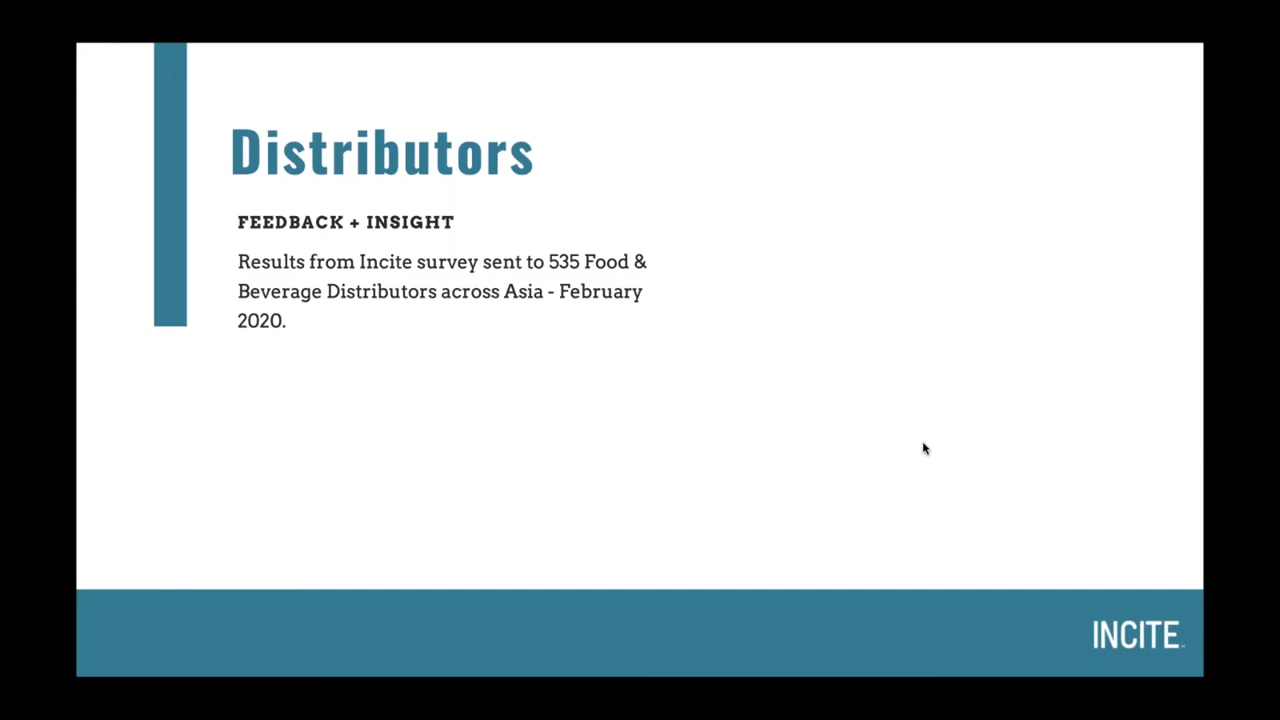 Distributors
FEEDBACK + INSIGHT
Results from Incite survey sent to 535 Food &
Beverage Distributors across Asia - February
2020.
INCITE